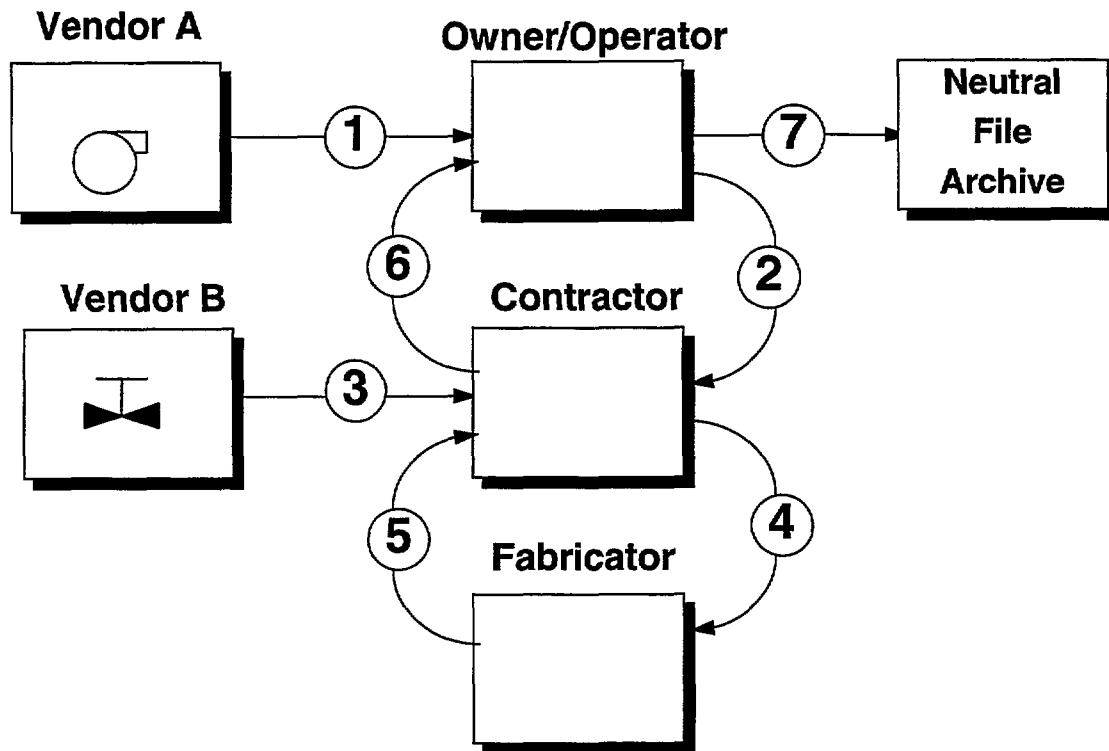 Vendor A
Owner/Operator
Neutral
File
Archive
1
7
6
2
Vendor B
Contractor
3
5
4
Fabricator